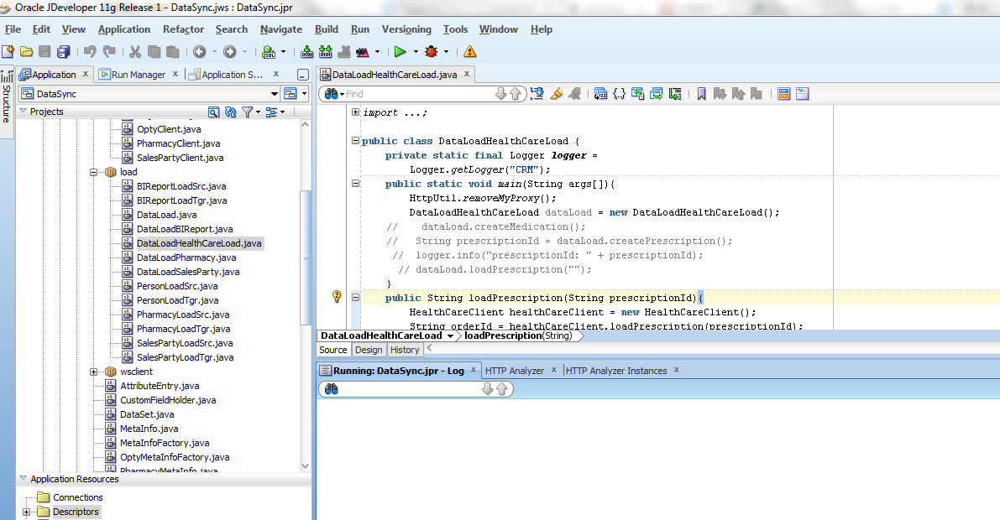 Oracle JDeveloper 11g Release 1 - DataSync.jws : DataSync.jpr
File Edit View Application Refactor Search Navigate Build Run Versioning Tools Window Help
Application x Run Manager x Application S... x
DataSync
Projects
OptyClient.java
PharmacyClient.java
SalesPartyClient.java
load
BIReportLoadSrc.java
BIReportLoadTgr.java
DataLoad.java
DataLoadBIReport.java
DataLoadHealthCareLoad.java
DataLoadPharmacy.java
DataLoadSalesParty.java
PersonLoadSrc.java
PersonLoadTgr.java
PharmacyLoadSrc.java
PharmacyLoadTgr.java
SalesPartyLoadSrc.java
SalesPartyLoadTgr.java
wsclient
AttributeEntry.java
CustomFieldHolder.java
DataSet.java
MetaInfo.java
MetaInfoFactory.java
OptyMetaInfoFactory.java
PharmacyMetaInfo.java
Application Resources
Connections
Descriptors
Structure
DataLoadHealthCareLoad.java x
Find
import ...;
public class DataLoadHealthCareLoad {
private static final Logger logger =
Logger.getLogger("CRM");
public static void main(String args[]){
HttpUtil.removeMyProxy();
DataLoadHealthCareLoad dataLoad = new DataLoadHealthCareLoad();
// dataLoad.createMedication();
// String prescriptionId = dataLoad.createPrescription();
// logger.info("prescriptionId: " + prescriptionId);
// dataLoad.loadPrescription("");
}
public String loadPrescription(String prescriptionId){
HealthCareClient healthCareClient = new HealthCareClient();
String orderId = healthCareClient.loadPrescription(prescriptionId);
DataLoadHealthCareLoad loadPrescription(String)
Source Design History
Running: DataSync.jpr - Log x HTTP Analyzer x HTTP Analyzer Instances x